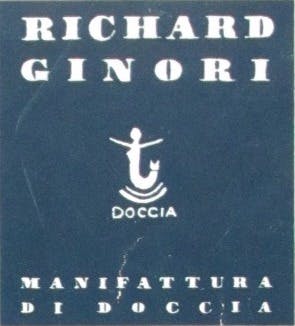 RICHARD
GINORI
DOCCIA
MANIFATTURA
DI DOCCIA